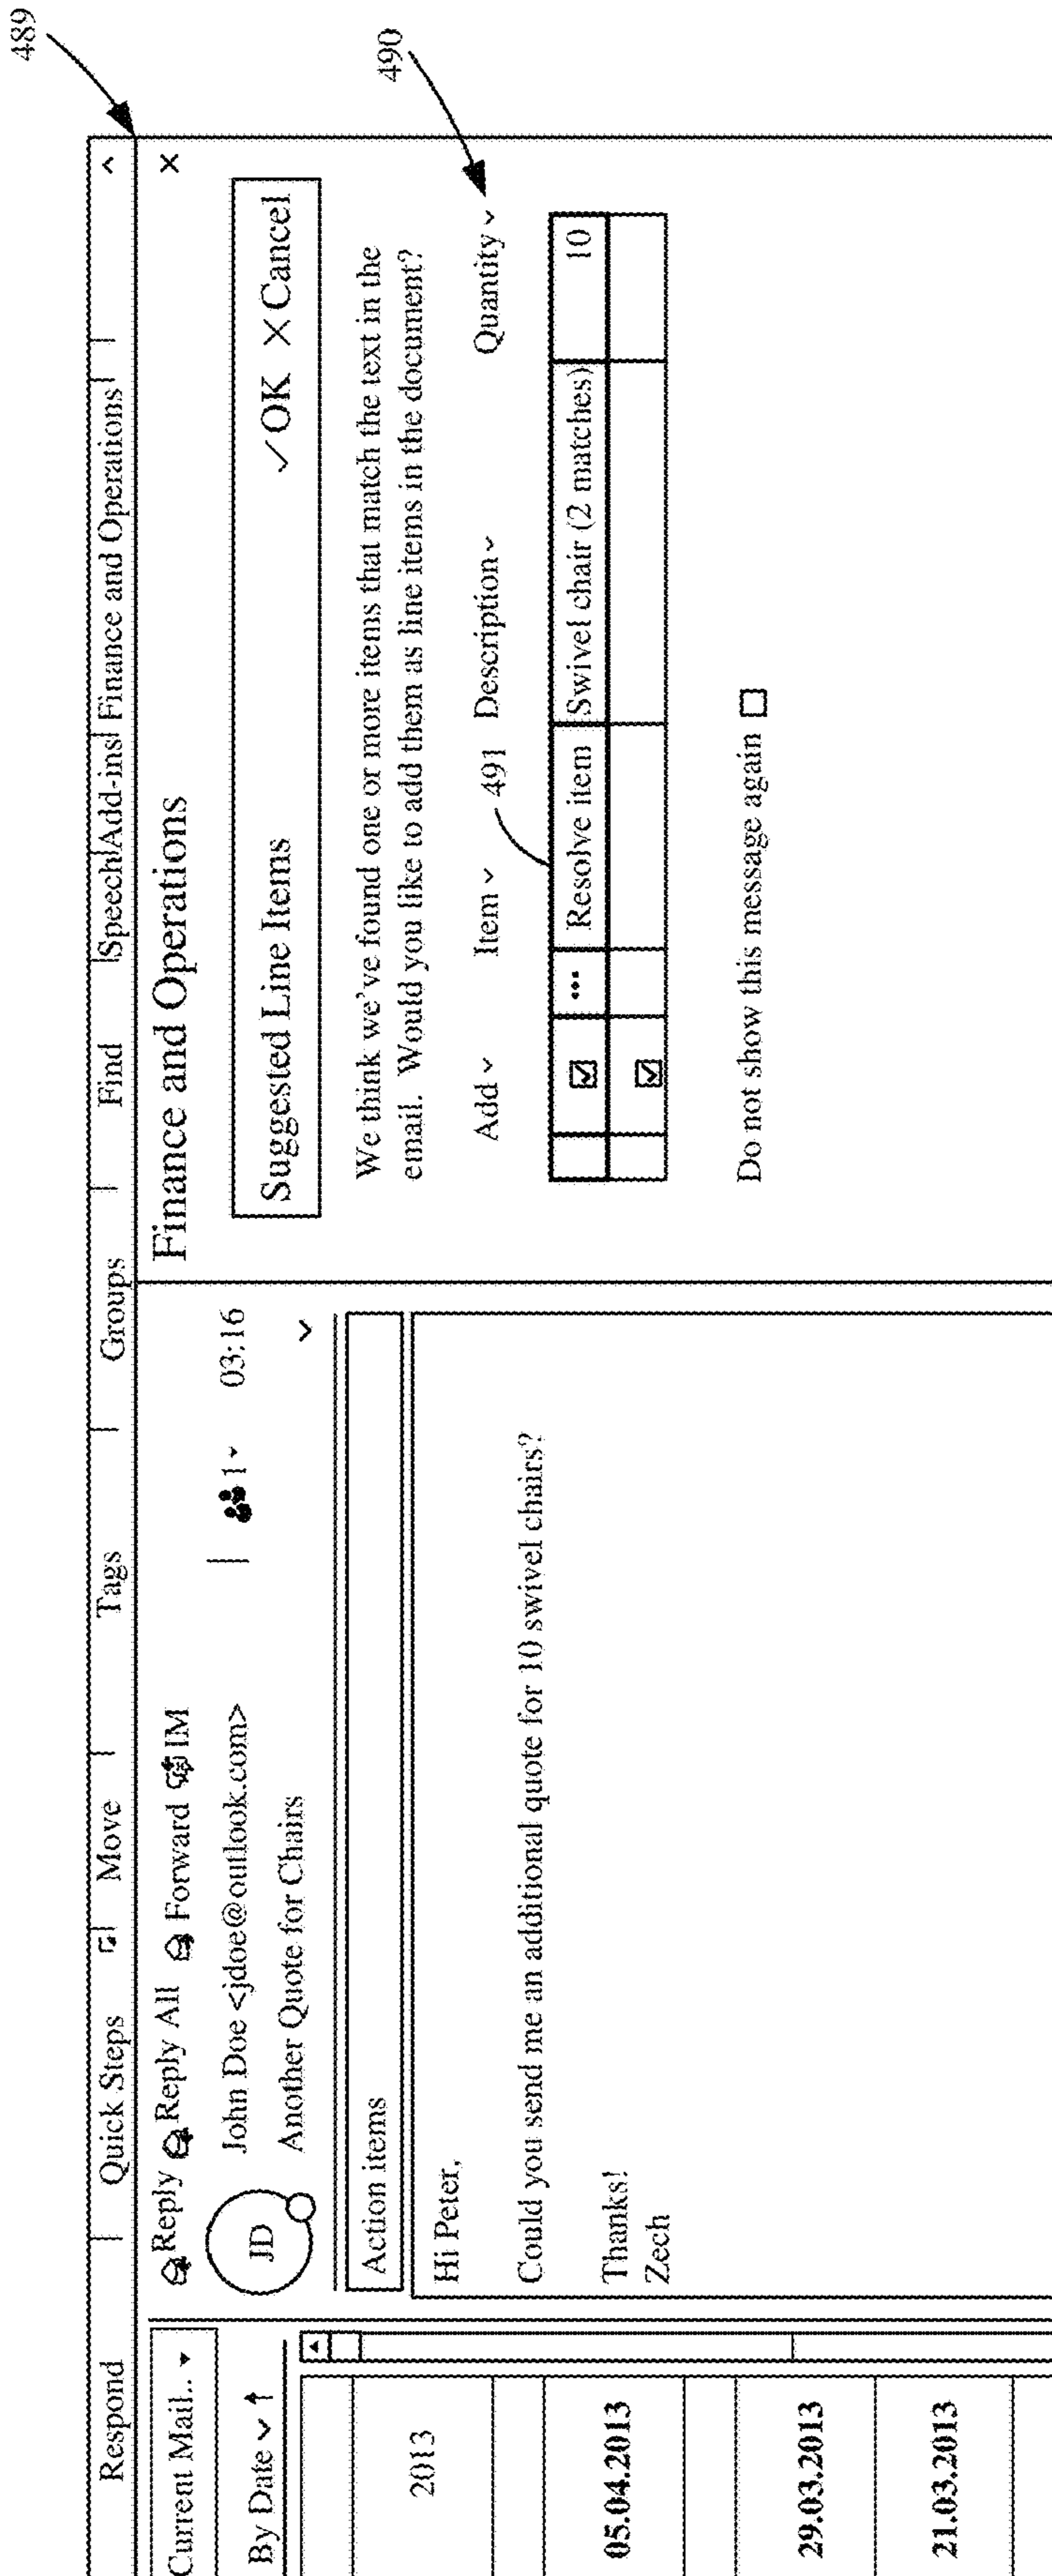 489
Respond Quick Steps Move Tags Groups Find Speech Add-ins Finance and Operations
Current Mail..
By Date
2013
05.04.2013
29.03.2013
21.03.2013
Reply Reply All Forward IM
JD
John Doe <jdoe@outlook.com> 1 03:16
Another Quote for Chairs
Action items
Hi Peter,
Could you send me an additional quote for 10 swivel chairs?
Thanks!
Zech
Finance and Operations
Suggested Line Items OK Cancel
We think we've found one or more items that match the text in the
email. Would you like to add them as line items in the document?
490
Add Item 491 Description Quantity
... Resolve item Swivel chair (2 matches) 10
Do not show this message again